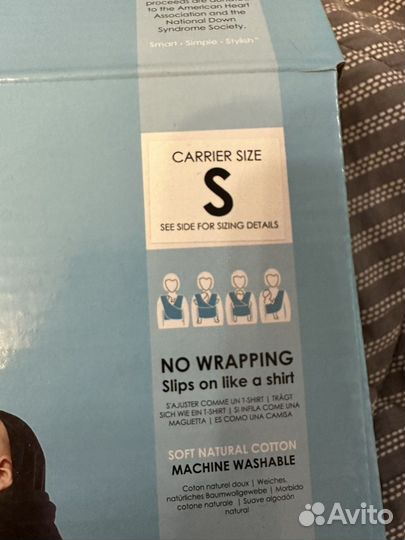 proceeds are
to the American Heart
Association and the
National Down
Syndrome Society.
Smart • Simple • Stylish™
CARRIER SIZE
S
SEE SIDE FOR SIZING DETAILS
NO WRAPPING
Slips on like a shirt
S'AJUSTER COMME UN T-SHIRT | TRÄGT
SICH WIE EIN T-SHIRT | SI INFILA COME UNA
MAGLIETTA | ES COMO UNA CAMISA
SOFT NATURAL COTTON
MACHINE WASHABLE
Coton naturel doux | Weiches,
natürliches Baumwollgewebe | Morbido
cotone naturale | Suave algodón
natural
Avito